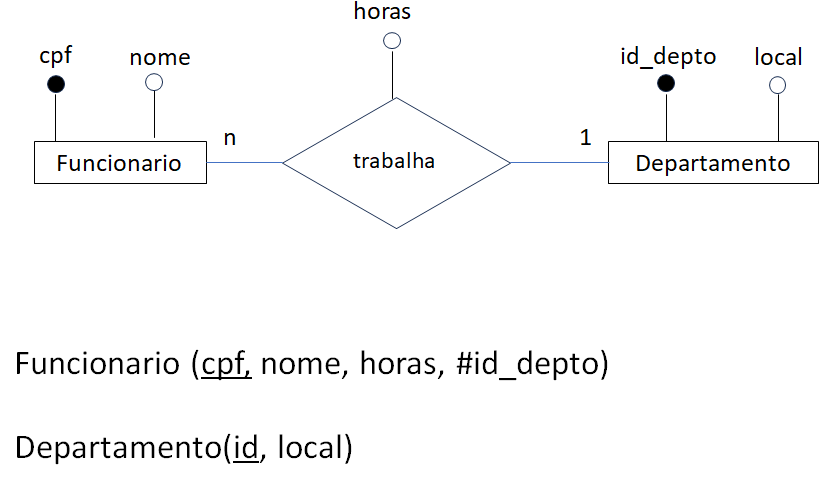 horas
cpf nome id_depto local
n 1
Funcionario trabalha Departamento
Funcionario (cpf, nome, horas, #id_depto)
Departamento(id, local)